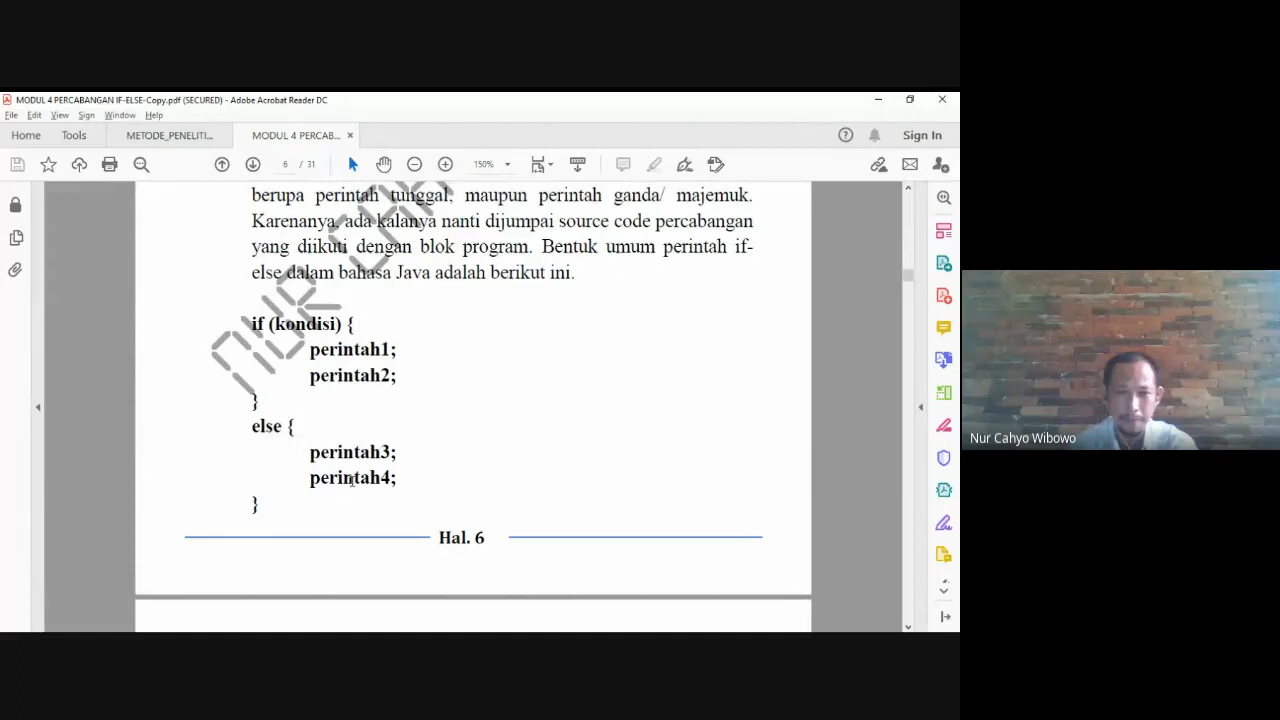 MODUL 4 PERCABANGAN IF-ELSE-Copy.pdf (SECURED) - Adobe Acrobat Reader DC
File Edit View Sign Window Help
Home Tools METODE_PENELITI... MODUL 4 PERCAB... × Sign In
6 / 31 150%
berupa perintah tunggal, maupun perintah ganda/ majemuk.
Karenanya, ada kalanya nanti dijumpai source code percabangan
yang diikuti dengan blok program. Bentuk umum perintah if-
else dalam bahasa Java adalah berikut ini.
NUR CAH
if (kondisi) {
perintah1;
perintah2;
}
else {
perintah3;
perintah4;
}
Hal. 6
Nur Cahyo Wibowo